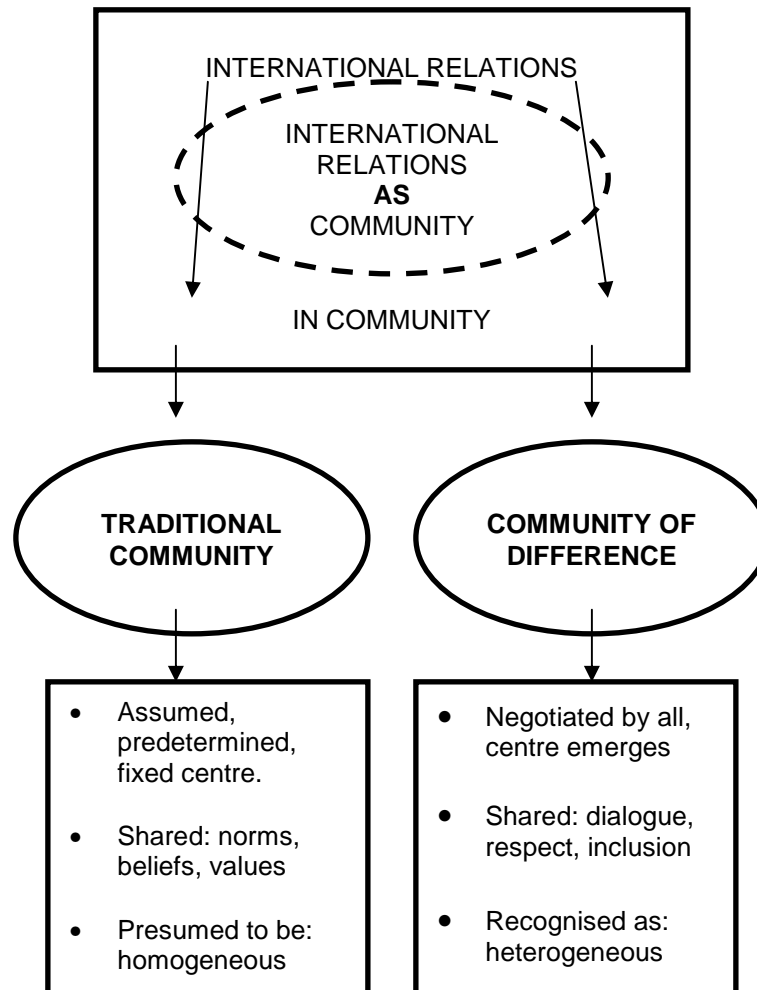 INTERNATIONAL RELATIONS
INTERNATIONAL
RELATIONS
AS
COMMUNITY
IN COMMUNITY
TRADITIONAL
COMMUNITY
COMMUNITY OF
DIFFERENCE
• Assumed,
predetermined,
fixed centre.
• Shared: norms,
beliefs, values
• Presumed to be:
homogeneous
• Negotiated by all,
centre emerges
• Shared: dialogue,
respect, inclusion
• Recognised as:
heterogeneous